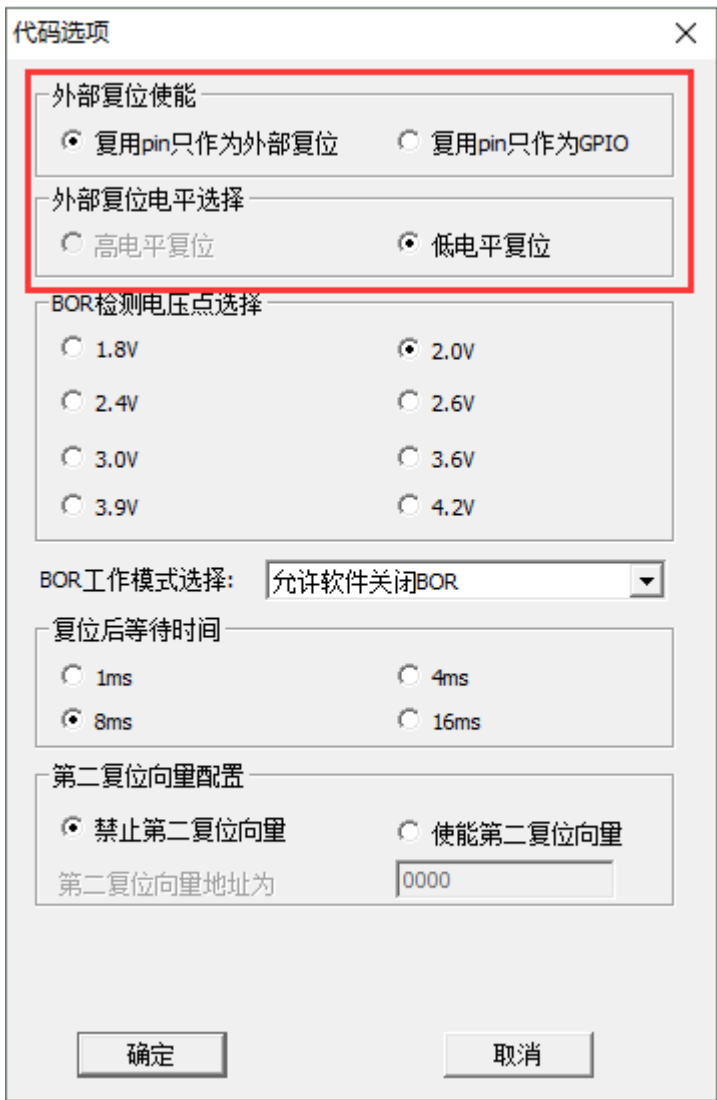 代码选项
外部复位使能
复用pin只作为外部复位 复用pin只作为GPIO
外部复位电平选择
高电平复位 低电平复位
BOR检测电压点选择
1.8V 2.0V
2.4V 2.6V
3.0V 3.6V
3.9V 4.2V
BOR工作模式选择: 允许软件关闭BOR
复位后等待时间
1ms 4ms
8ms 16ms
第二复位向量配置
禁止第二复位向量 使能第二复位向量
第二复位向量地址为 0000
确定 取消